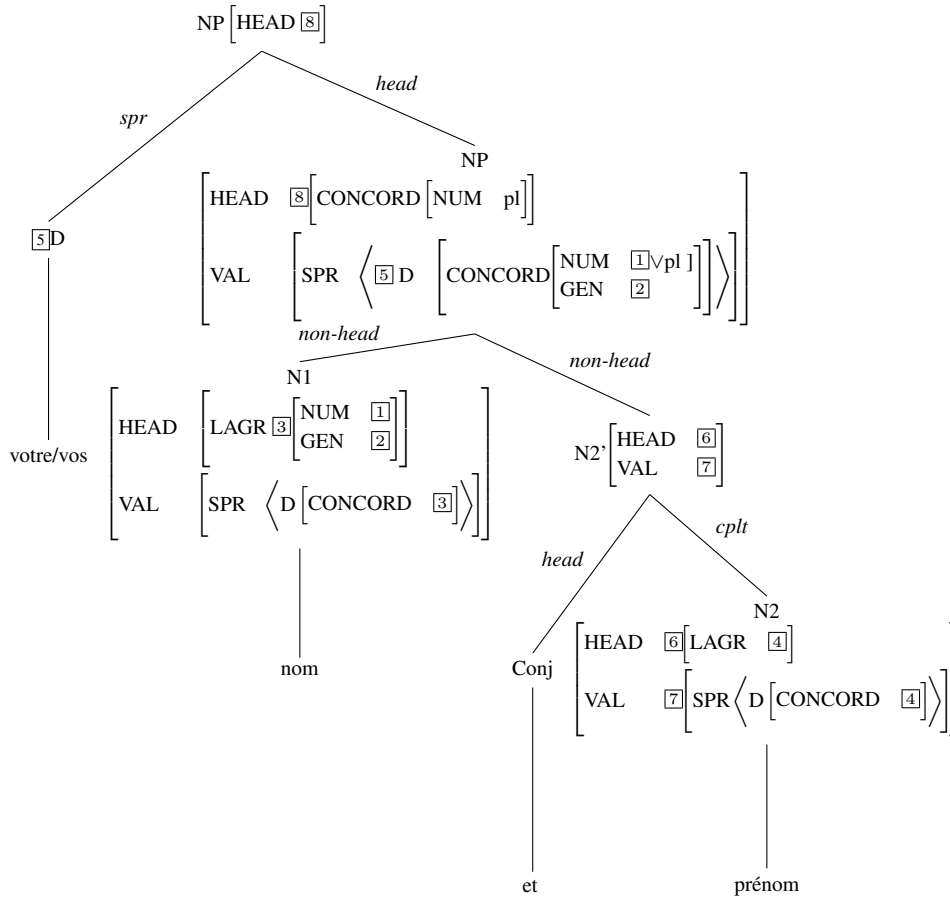 NP [HEAD 8]
head
spr
NP
[HEAD 8[CONCORD [NUM pl]]
5D
VAL [SPR ⟨5 D [CONCORD[NUM 1∨pl ]
GEN 2]]⟩]]
non-head
non-head
N1
[HEAD [LAGR 3[NUM 1
GEN 2]]
votre/vos
N2' [HEAD 6
VAL 7]
VAL [SPR ⟨D [CONCORD 3]⟩]]
cplt
head
N2
[HEAD 6[LAGR 4]
nom
Conj
VAL 7[SPR⟨D [CONCORD 4]⟩]]
et
prénom